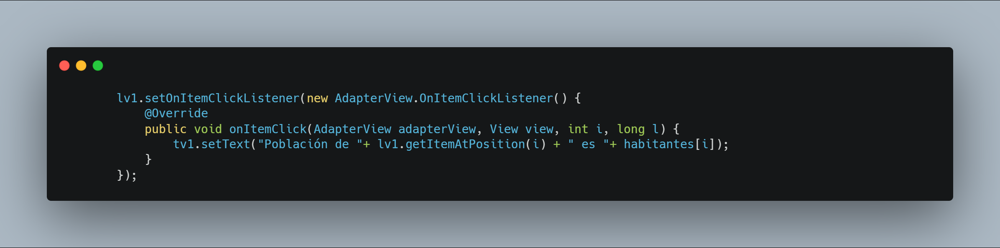 lv1.setOnItemClickListener(new AdapterView.OnItemClickListener() {
    @Override
    public void onItemClick(AdapterView adapterView, View view, int i, long l) {
        tv1.setText("Población de "+ lv1.getItemAtPosition(i) + " es "+ habitantes[i]);
    }
});